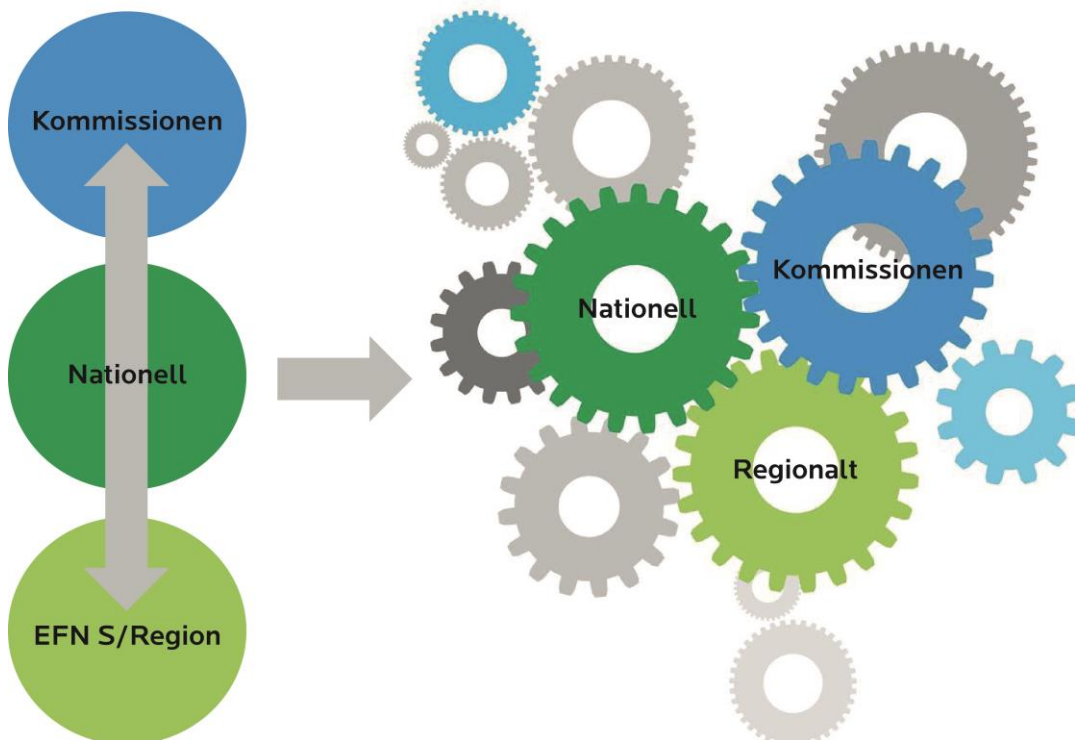 Kommissionen
Nationell
EFN S/Region
Nationell
Kommissionen
Regionalt